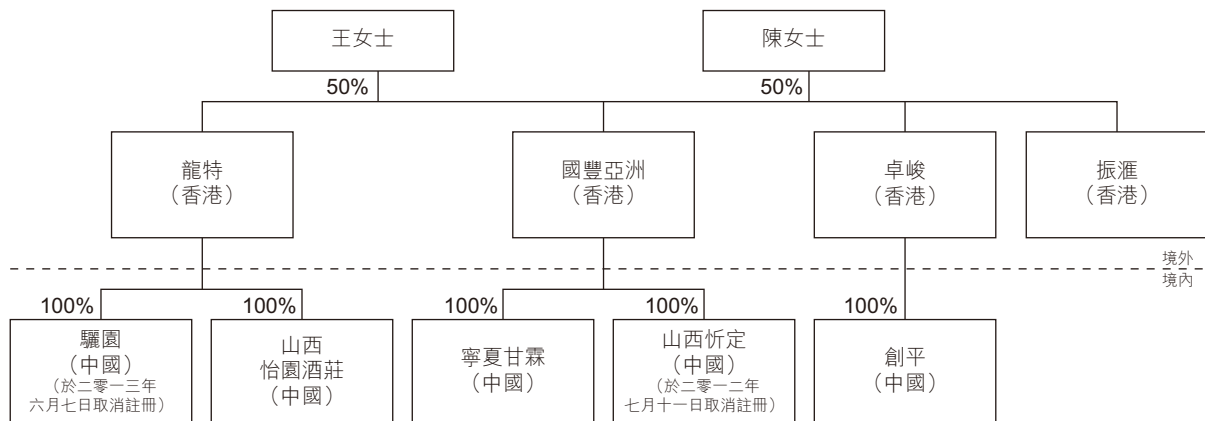 王女士
陳女士
50%
50%
龍特
（香港）
國豐亞洲
（香港）
卓峻
（香港）
振滙
（香港）
境外
境內
100%
100%
100%
100%
100%
驪園
（中國）
（於二零一三年
六月七日取消註冊）
山西
怡園酒莊
（中國）
寧夏甘霖
（中國）
山西忻定
（中國）
（於二零一二年
七月十一日取消註冊）
創平
（中國）